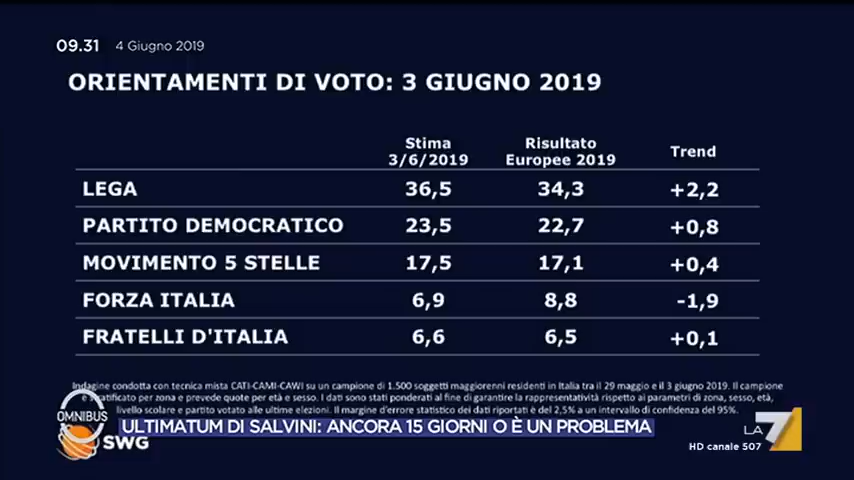 09.31 4 Giugno 2019
ORIENTAMENTI DI VOTO: 3 GIUGNO 2019
Stima 3/6/2019 Risultato Europee 2019 Trend
LEGA 36,5 34,3 +2,2
PARTITO DEMOCRATICO 23,5 22,7 +0,8
MOVIMENTO 5 STELLE 17,5 17,1 +0,4
FORZA ITALIA 6,9 8,8 -1,9
FRATELLI D'ITALIA 6,6 6,5 +0,1
Indagine condotta con tecnica mista CATI-CAMI-CAWI su un campione di 1.500 soggetti maggiorenni residenti in Italia tra il 29 maggio e il 3 giugno 2019. Il campione
è stratificato per zona e prevede quote per età e sesso. I dati sono stati ponderati al fine di garantire la rappresentatività rispetto ai parametri di zona, sesso, età,
livello scolare e partito votato alle ultime elezioni. Il margine d'errore statistico dei dati riportati è del 2,5% a un intervallo di confidenza del 95%.
OMNIBUS
SWG
ULTIMATUM DI SALVINI: ANCORA 15 GIORNI O È UN PROBLEMA
LA 7
HD canale 507